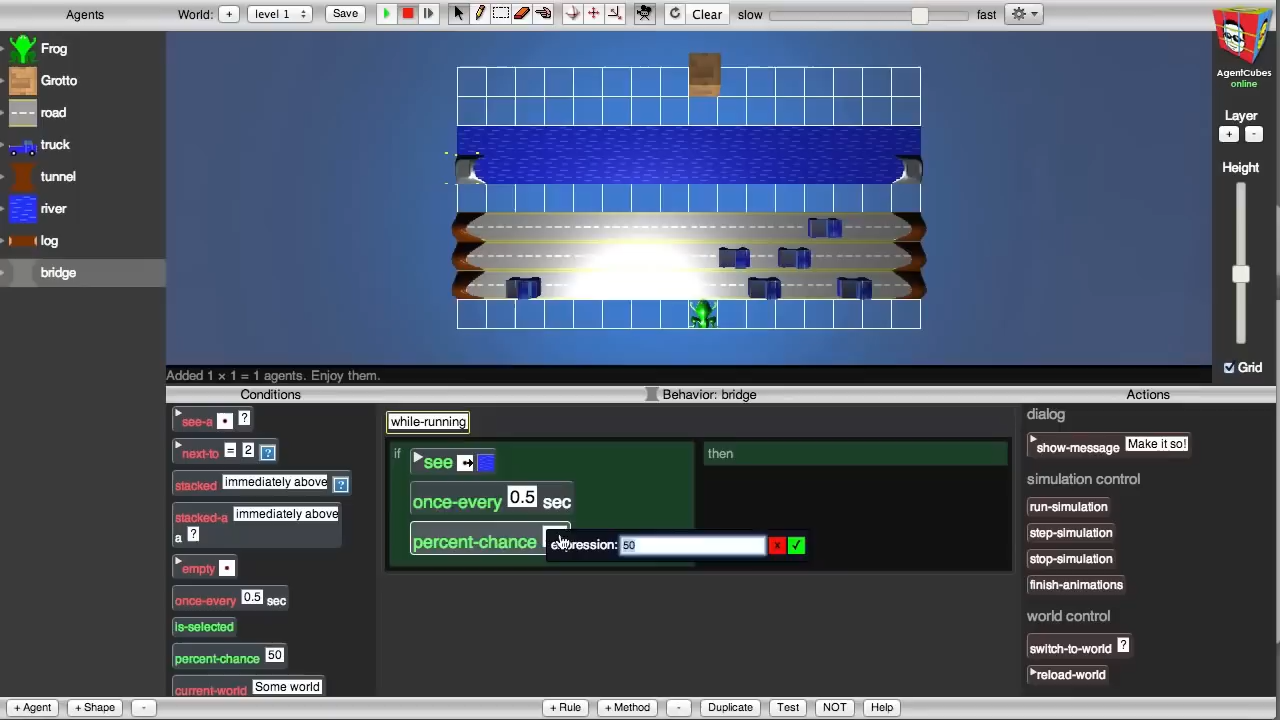 Agents
World: + level 1 Save Clear slow fast
Frog
Grotto
road
truck
tunnel
river
log
bridge
AgentCubes
online
Layer
+ -
Height
Grid
Added 1 × 1 = 1 agents. Enjoy them.
Conditions
see-a ?
next-to = 2 ?
stacked immediately above ?
stacked-a immediately above
a ?
empty
once-every 0.5 sec
is-selected
percent-chance 50
current-world Some world
Behavior: bridge
while-running
if see
once-every 0.5 sec
percent-chance
expression: 50 x ✓
then
Actions
dialog
show-message Make it so!
simulation control
run-simulation
step-simulation
stop-simulation
finish-animations
world control
switch-to-world ?
reload-world
+ Agent + Shape - + Rule + Method - Duplicate Test NOT Help